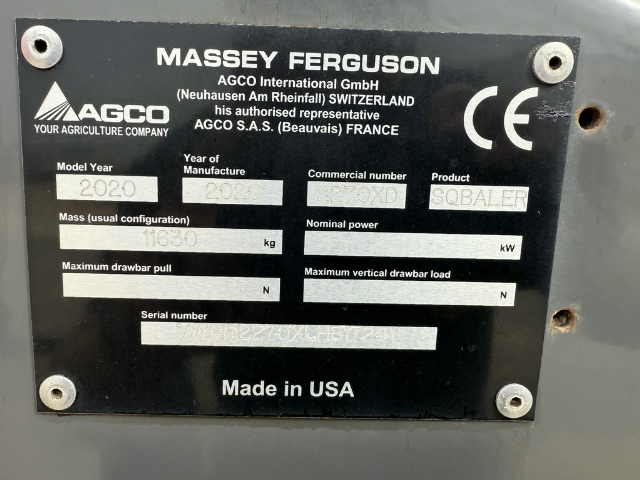 MASSEY FERGUSON
AGCO International GmbH
(Neuhausen Am Rheinfall) SWITZERLAND
his authorised representative
AGCO S.A.S. (Beauvais) FRANCE
AGCO
YOUR AGRICULTURE COMPANY
CE
Model Year
2020
Year of
Manufacture
2020
Commercial number
2270XD
Product
SQBALER
Mass (usual configuration)
11630 kg
Nominal power
kW
Maximum drawbar pull
N
Maximum vertical drawbar load
N
Serial number
Made in USA